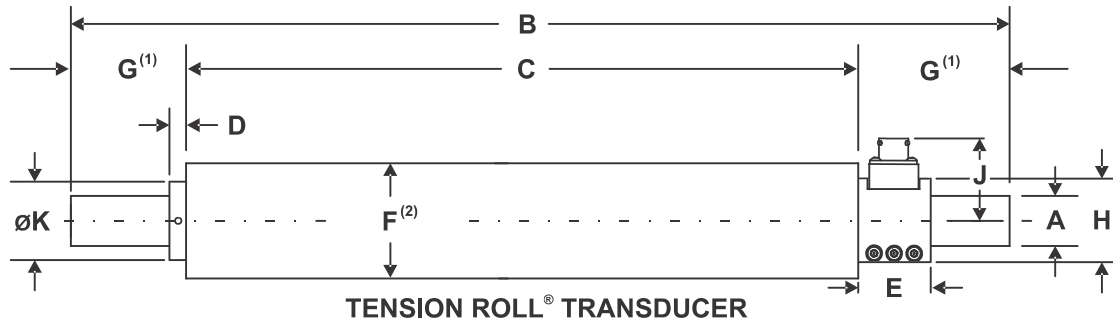 B
G(1)
C
G(1)
D
J
øK
F(2)
A
H
E
TENSION ROLL® TRANSDUCER